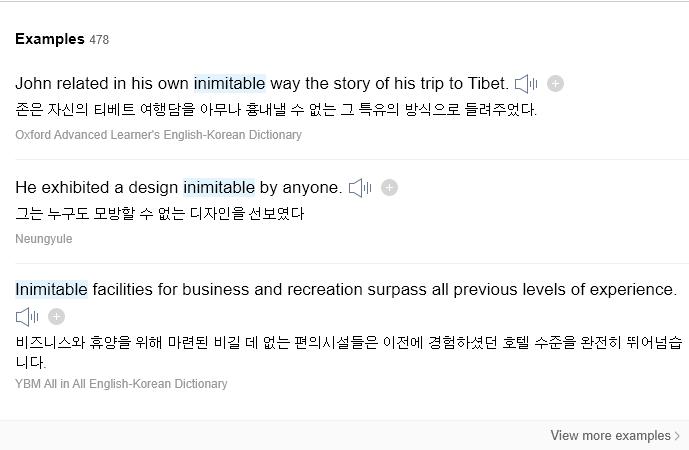 Examples 478
John related in his own inimitable way the story of his trip to Tibet.
존은 자신의 티베트 여행담을 아무나 흉내낼 수 없는 그 특유의 방식으로 들려주었다.
Oxford Advanced Learner's English-Korean Dictionary
He exhibited a design inimitable by anyone.
그는 누구도 모방할 수 없는 디자인을 선보였다
Neungyule
Inimitable facilities for business and recreation surpass all previous levels of experience.
비즈니스와 휴양을 위해 마련된 비길 데 없는 편의시설들은 이전에 경험하셨던 호텔 수준을 완전히 뛰어넘습
니다.
YBM All in All English-Korean Dictionary
View more examples